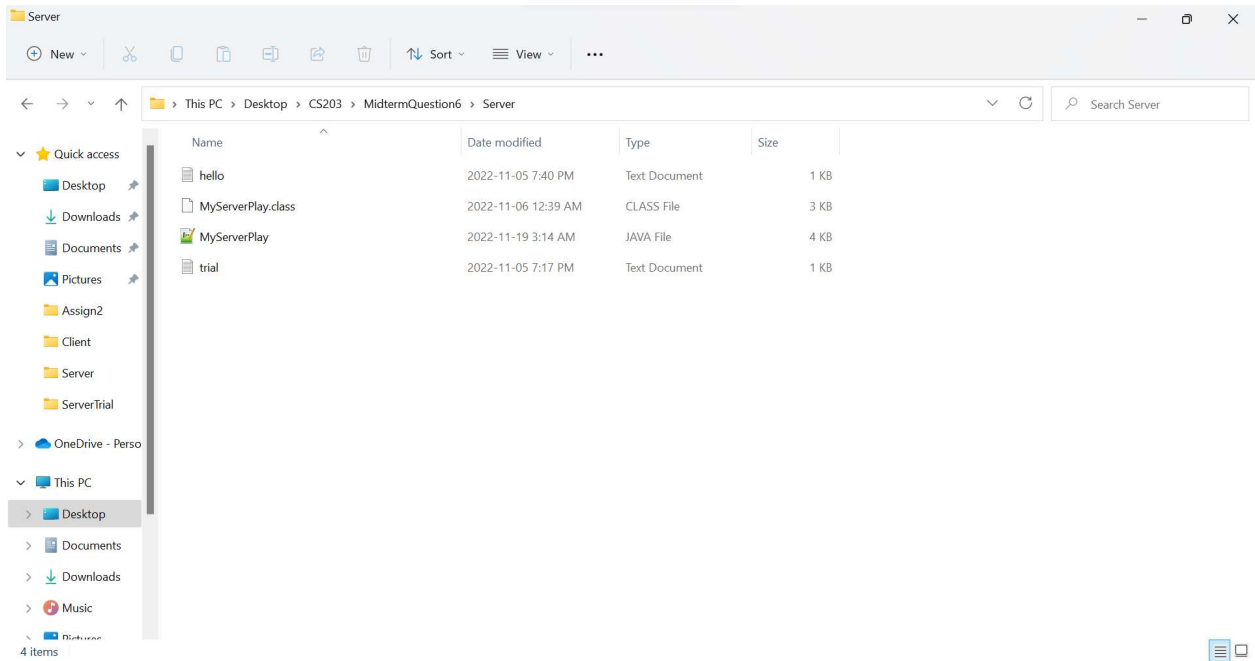 Server
New
Sort
View
This PC > Desktop > CS203 > MidtermQuestion6 > Server
Search Server
Quick access
Desktop
Downloads
Documents
Pictures
Assign2
Client
Server
ServerTrial
OneDrive - Perso
This PC
Desktop
Documents
Downloads
Music
Pictures
Name Date modified Type Size
hello 2022-11-05 7:40 PM Text Document 1 KB
MyServerPlay.class 2022-11-06 12:39 AM CLASS File 3 KB
MyServerPlay 2022-11-19 3:14 AM JAVA File 4 KB
trial 2022-11-05 7:17 PM Text Document 1 KB
4 items